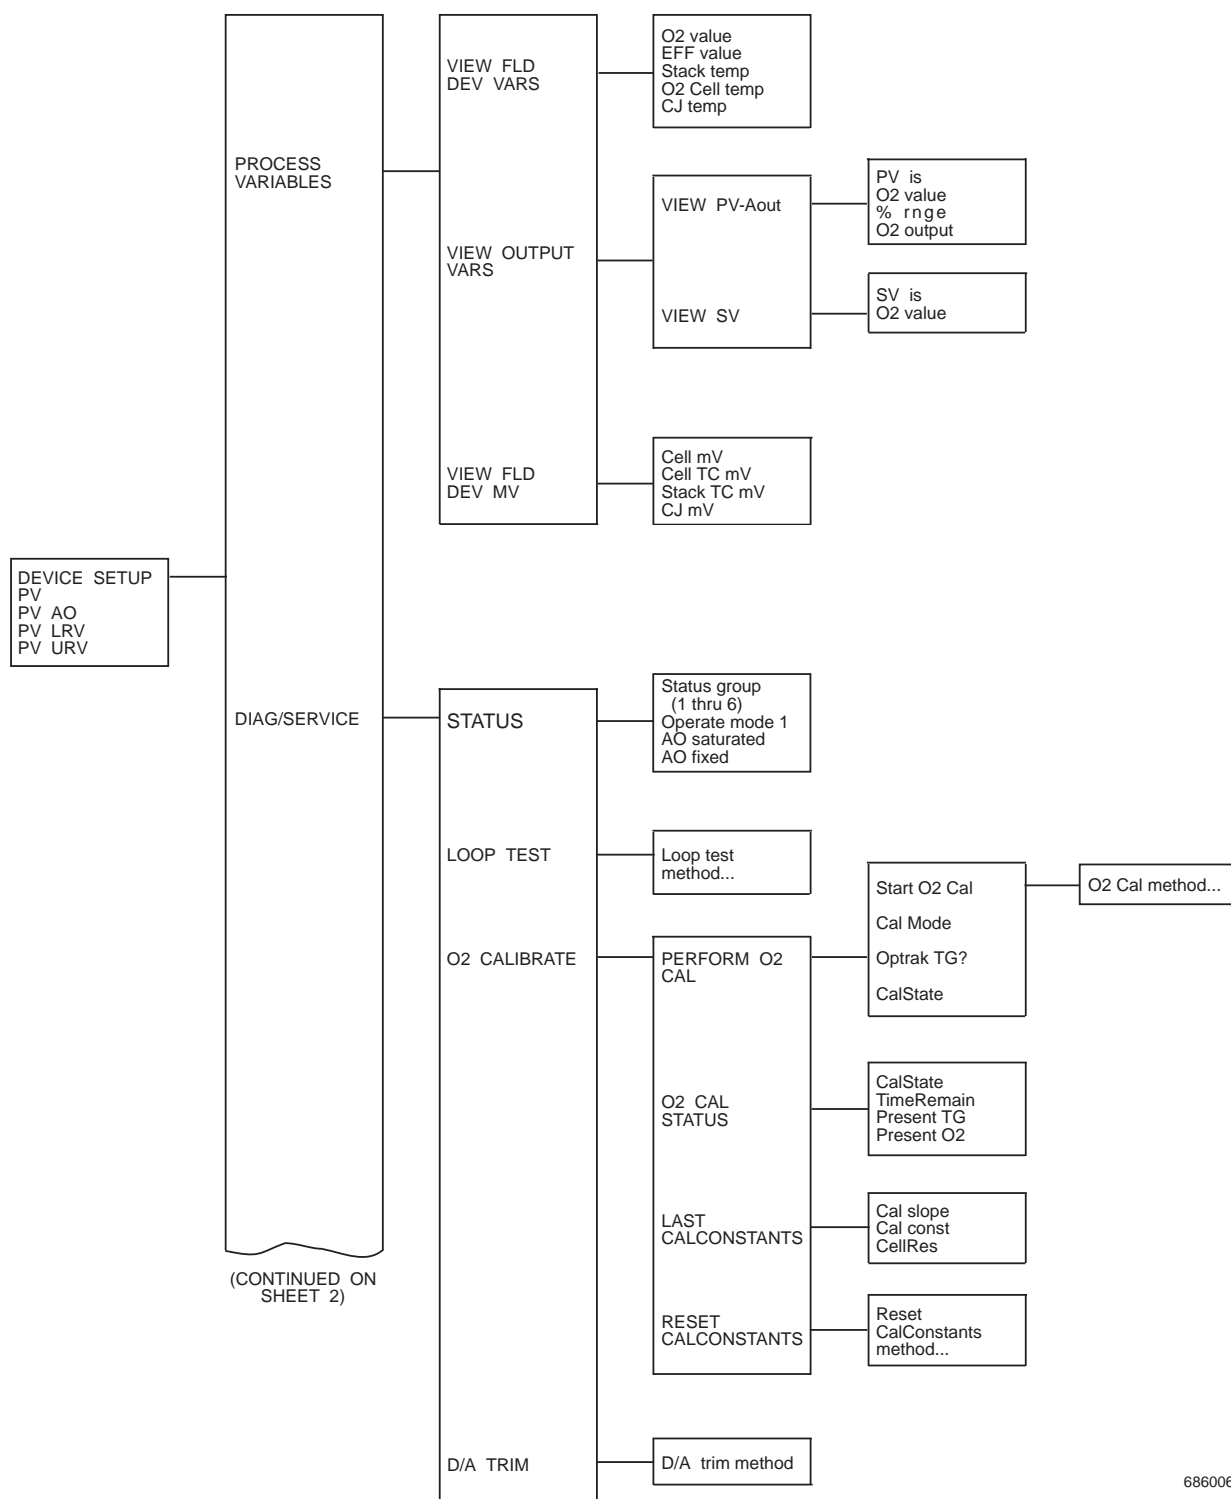 DEVICE SETUP
PV
PV AO
PV LRV
PV URV
PROCESS
VARIABLES
VIEW FLD
DEV VARS
O2 value
EFF value
Stack temp
O2 Cell temp
CJ temp
VIEW OUTPUT
VARS
VIEW PV-Aout
PV is
O2 value
% rnge
O2 output
VIEW SV
SV is
O2 value
VIEW FLD
DEV MV
Cell mV
Cell TC mV
Stack TC mV
CJ mV
DIAG/SERVICE
STATUS
Status group
(1 thru 6)
Operate mode 1
AO saturated
AO fixed
LOOP TEST
Loop test
method...
O2 CALIBRATE
PERFORM O2
CAL
Start O2 Cal
O2 Cal method...
Cal Mode
Optrak TG?
CalState
O2 CAL
STATUS
CalState
TimeRemain
Present TG
Present O2
LAST
CALCONSTANTS
Cal slope
Cal const
CellRes
RESET
CALCONSTANTS
Reset
CalConstants
method...
D/A TRIM
D/A trim method
(CONTINUED ON
SHEET 2)
686006